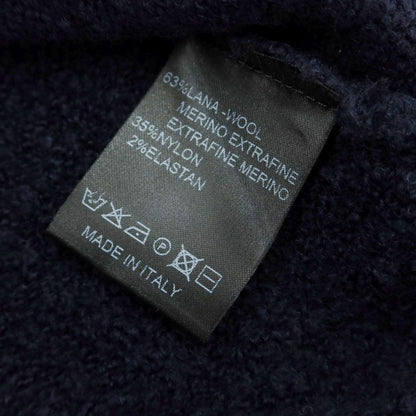 63%LANA-WOOL
MERINO EXTRAFINE
EXTRAFINE MERINO
35%NYLON
2%ELASTAN
P
MADE IN ITALY